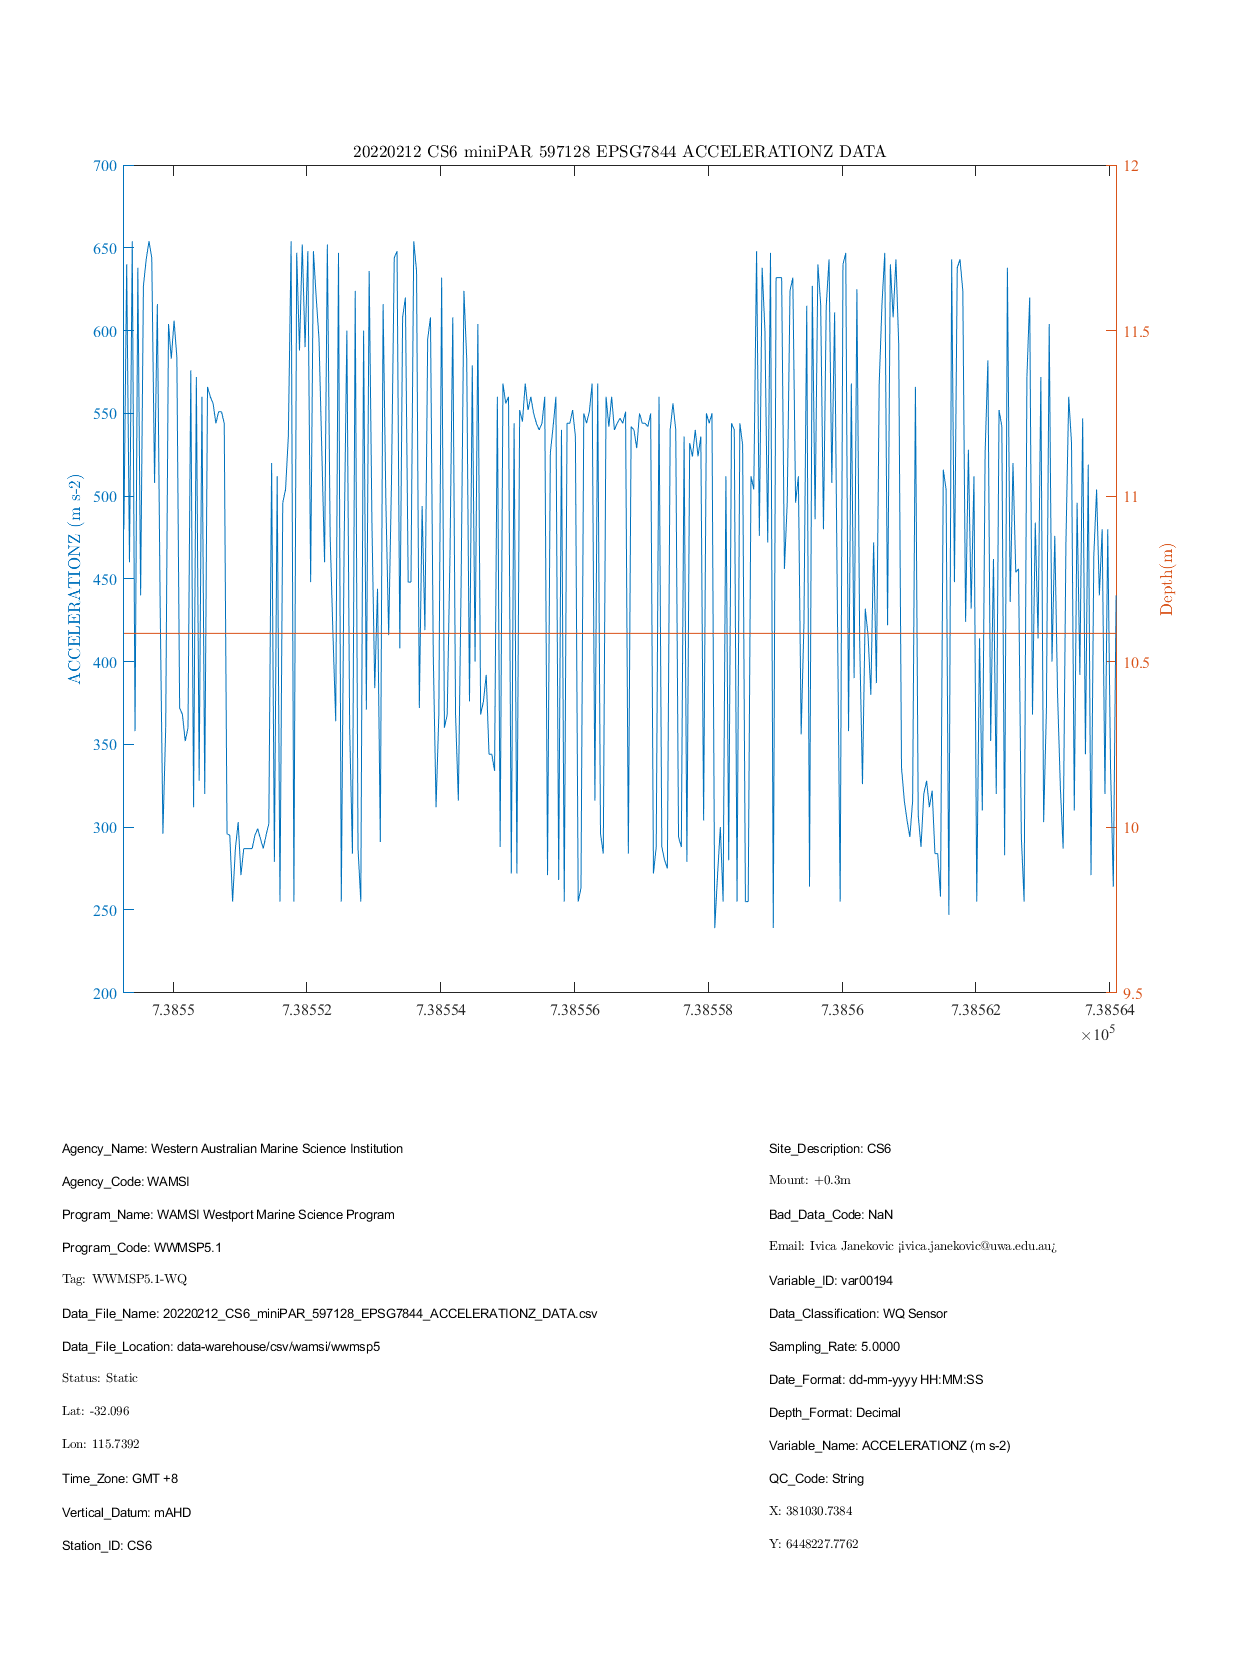 20220212 CS6 miniPAR 597128 EPSG7844 ACCELERATIONZ DATA
700
650
600
550
500
450
400
350
300
250
200
ACCELERATIONZ (m s-2)
12
11.5
11
10.5
10
9.5
Depth(m)
7.3855 7.38552 7.38554 7.38556 7.38558 7.3856 7.38562 7.38564
×10^5
Agency_Name: Western Australian Marine Science Institution
Agency_Code: WAMSI
Program_Name: WAMSI Westport Marine Science Program
Program_Code: WWMSP5.1
Tag: WWMSP5.1-WQ
Data_File_Name: 20220212_CS6_miniPAR_597128_EPSG7844_ACCELERATIONZ_DATA.csv
Data_File_Location: data-warehouse/csv/wamsi/wwmsp5
Status: Static
Lat: -32.096
Lon: 115.7392
Time_Zone: GMT +8
Vertical_Datum: mAHD
Station_ID: CS6
Site_Description: CS6
Mount: +0.3m
Bad_Data_Code: NaN
Email: Ivica Janekovic ¡ivica.janekovic@uwa.edu.au¿
Variable_ID: var00194
Data_Classification: WQ Sensor
Sampling_Rate: 5.0000
Date_Format: dd-mm-yyyy HH:MM:SS
Depth_Format: Decimal
Variable_Name: ACCELERATIONZ (m s-2)
QC_Code: String
X: 381030.7384
Y: 6448227.7762